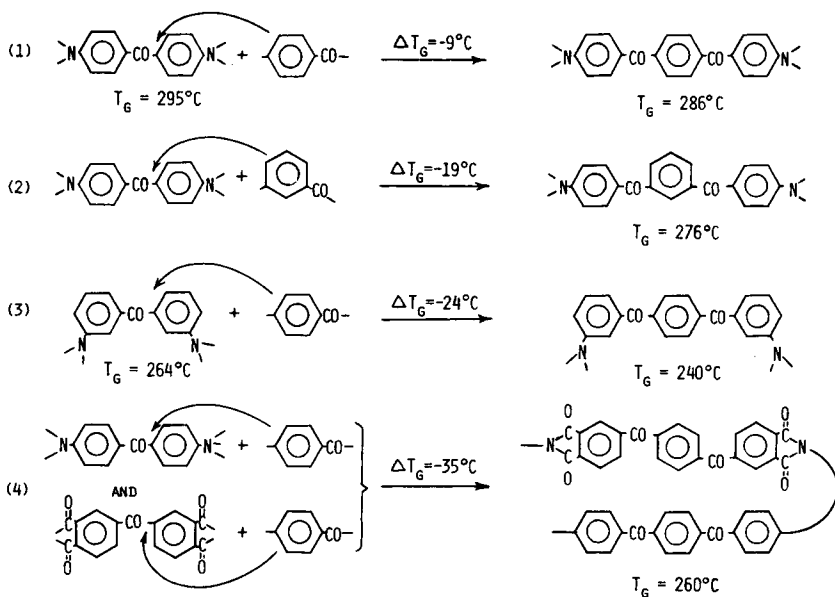 (1) N CO N + CO ΔT_G=-9°C N CO CO N
T_G = 295°C T_G = 286°C
(2) N CO N + CO ΔT_G=-19°C N CO CO N
T_G = 276°C
(3) CO + CO ΔT_G=-24°C CO CO
N N N N
T_G = 264°C T_G = 240°C
(4) N CO N + CO ΔT_G=-35°C
AND
O C C O CO O C C O + CO
O C C O N CO CO O C C O N
CO CO
T_G = 260°C